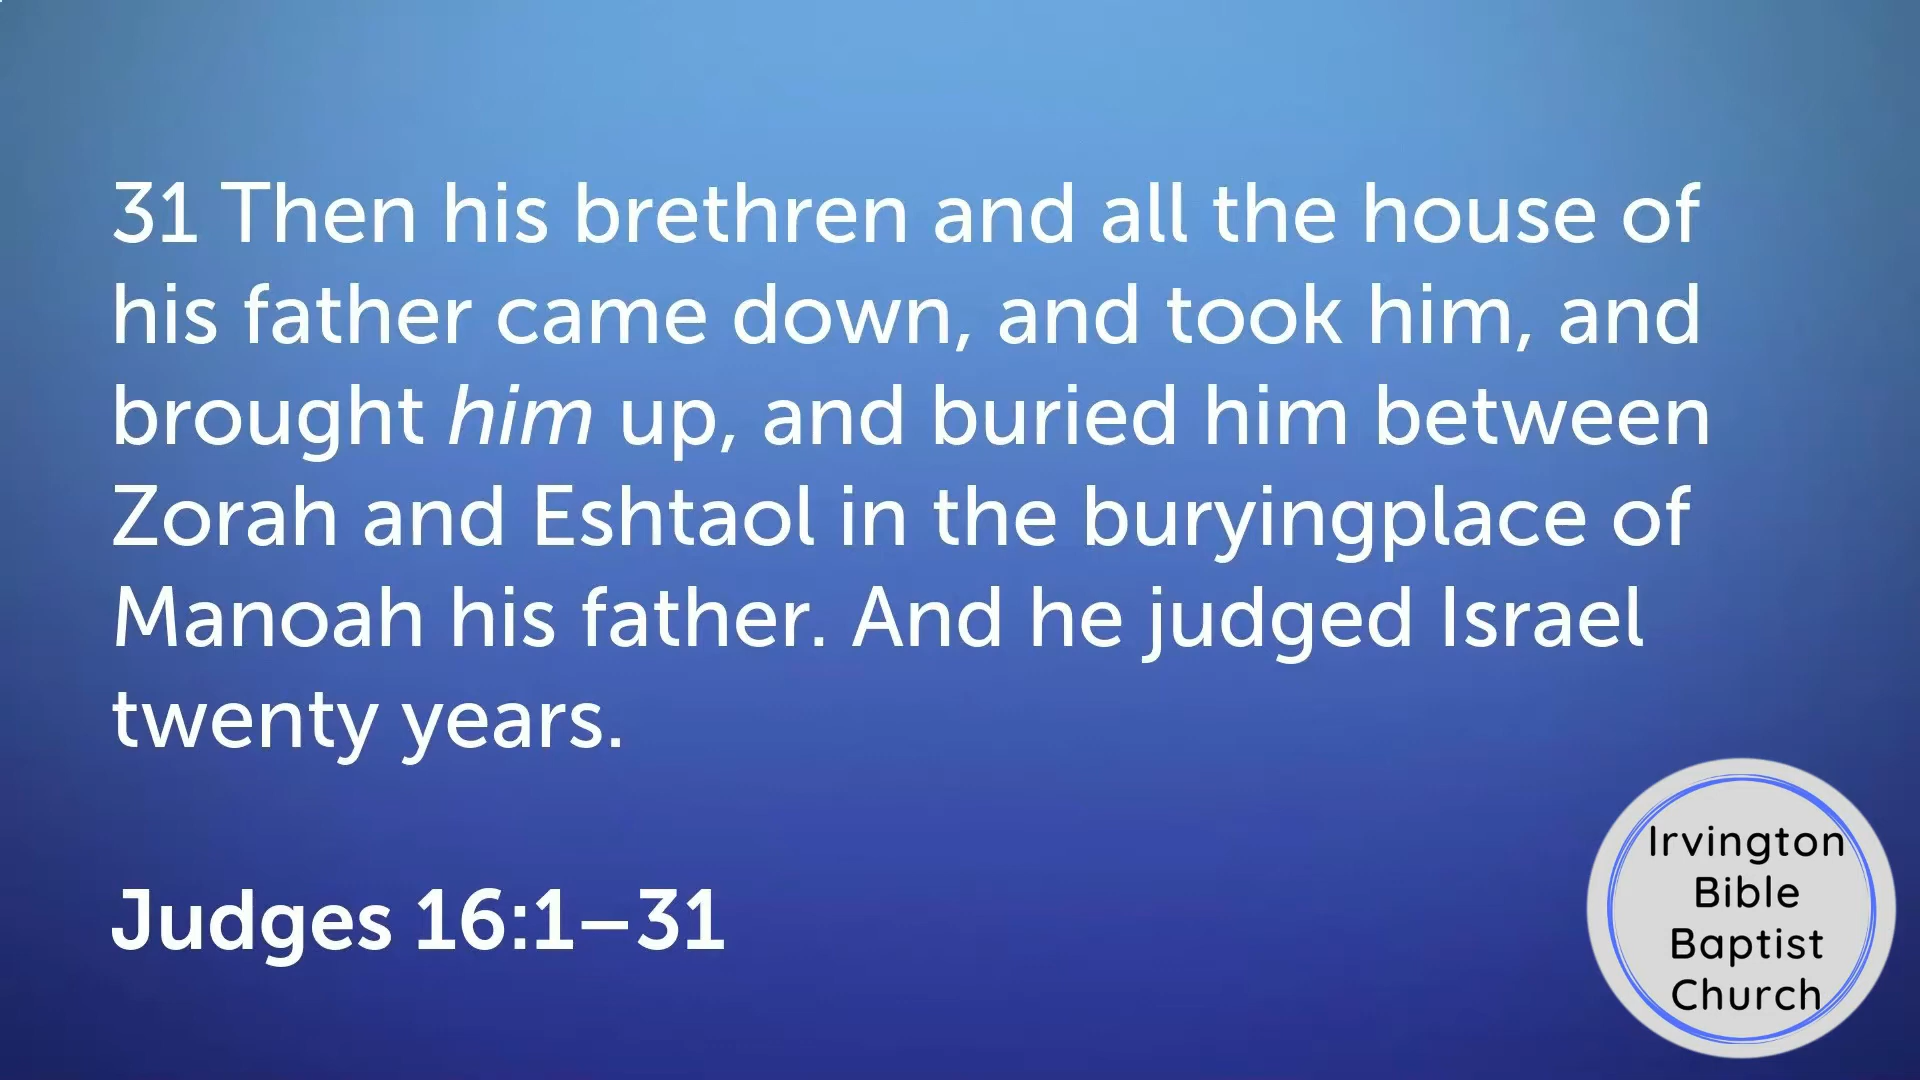 31 Then his brethren and all the house of
his father came down, and took him, and
brought him up, and buried him between
Zorah and Eshtaol in the buryingplace of
Manoah his father. And he judged Israel
twenty years.
Judges 16:1–31
Irvington
Bible
Baptist
Church